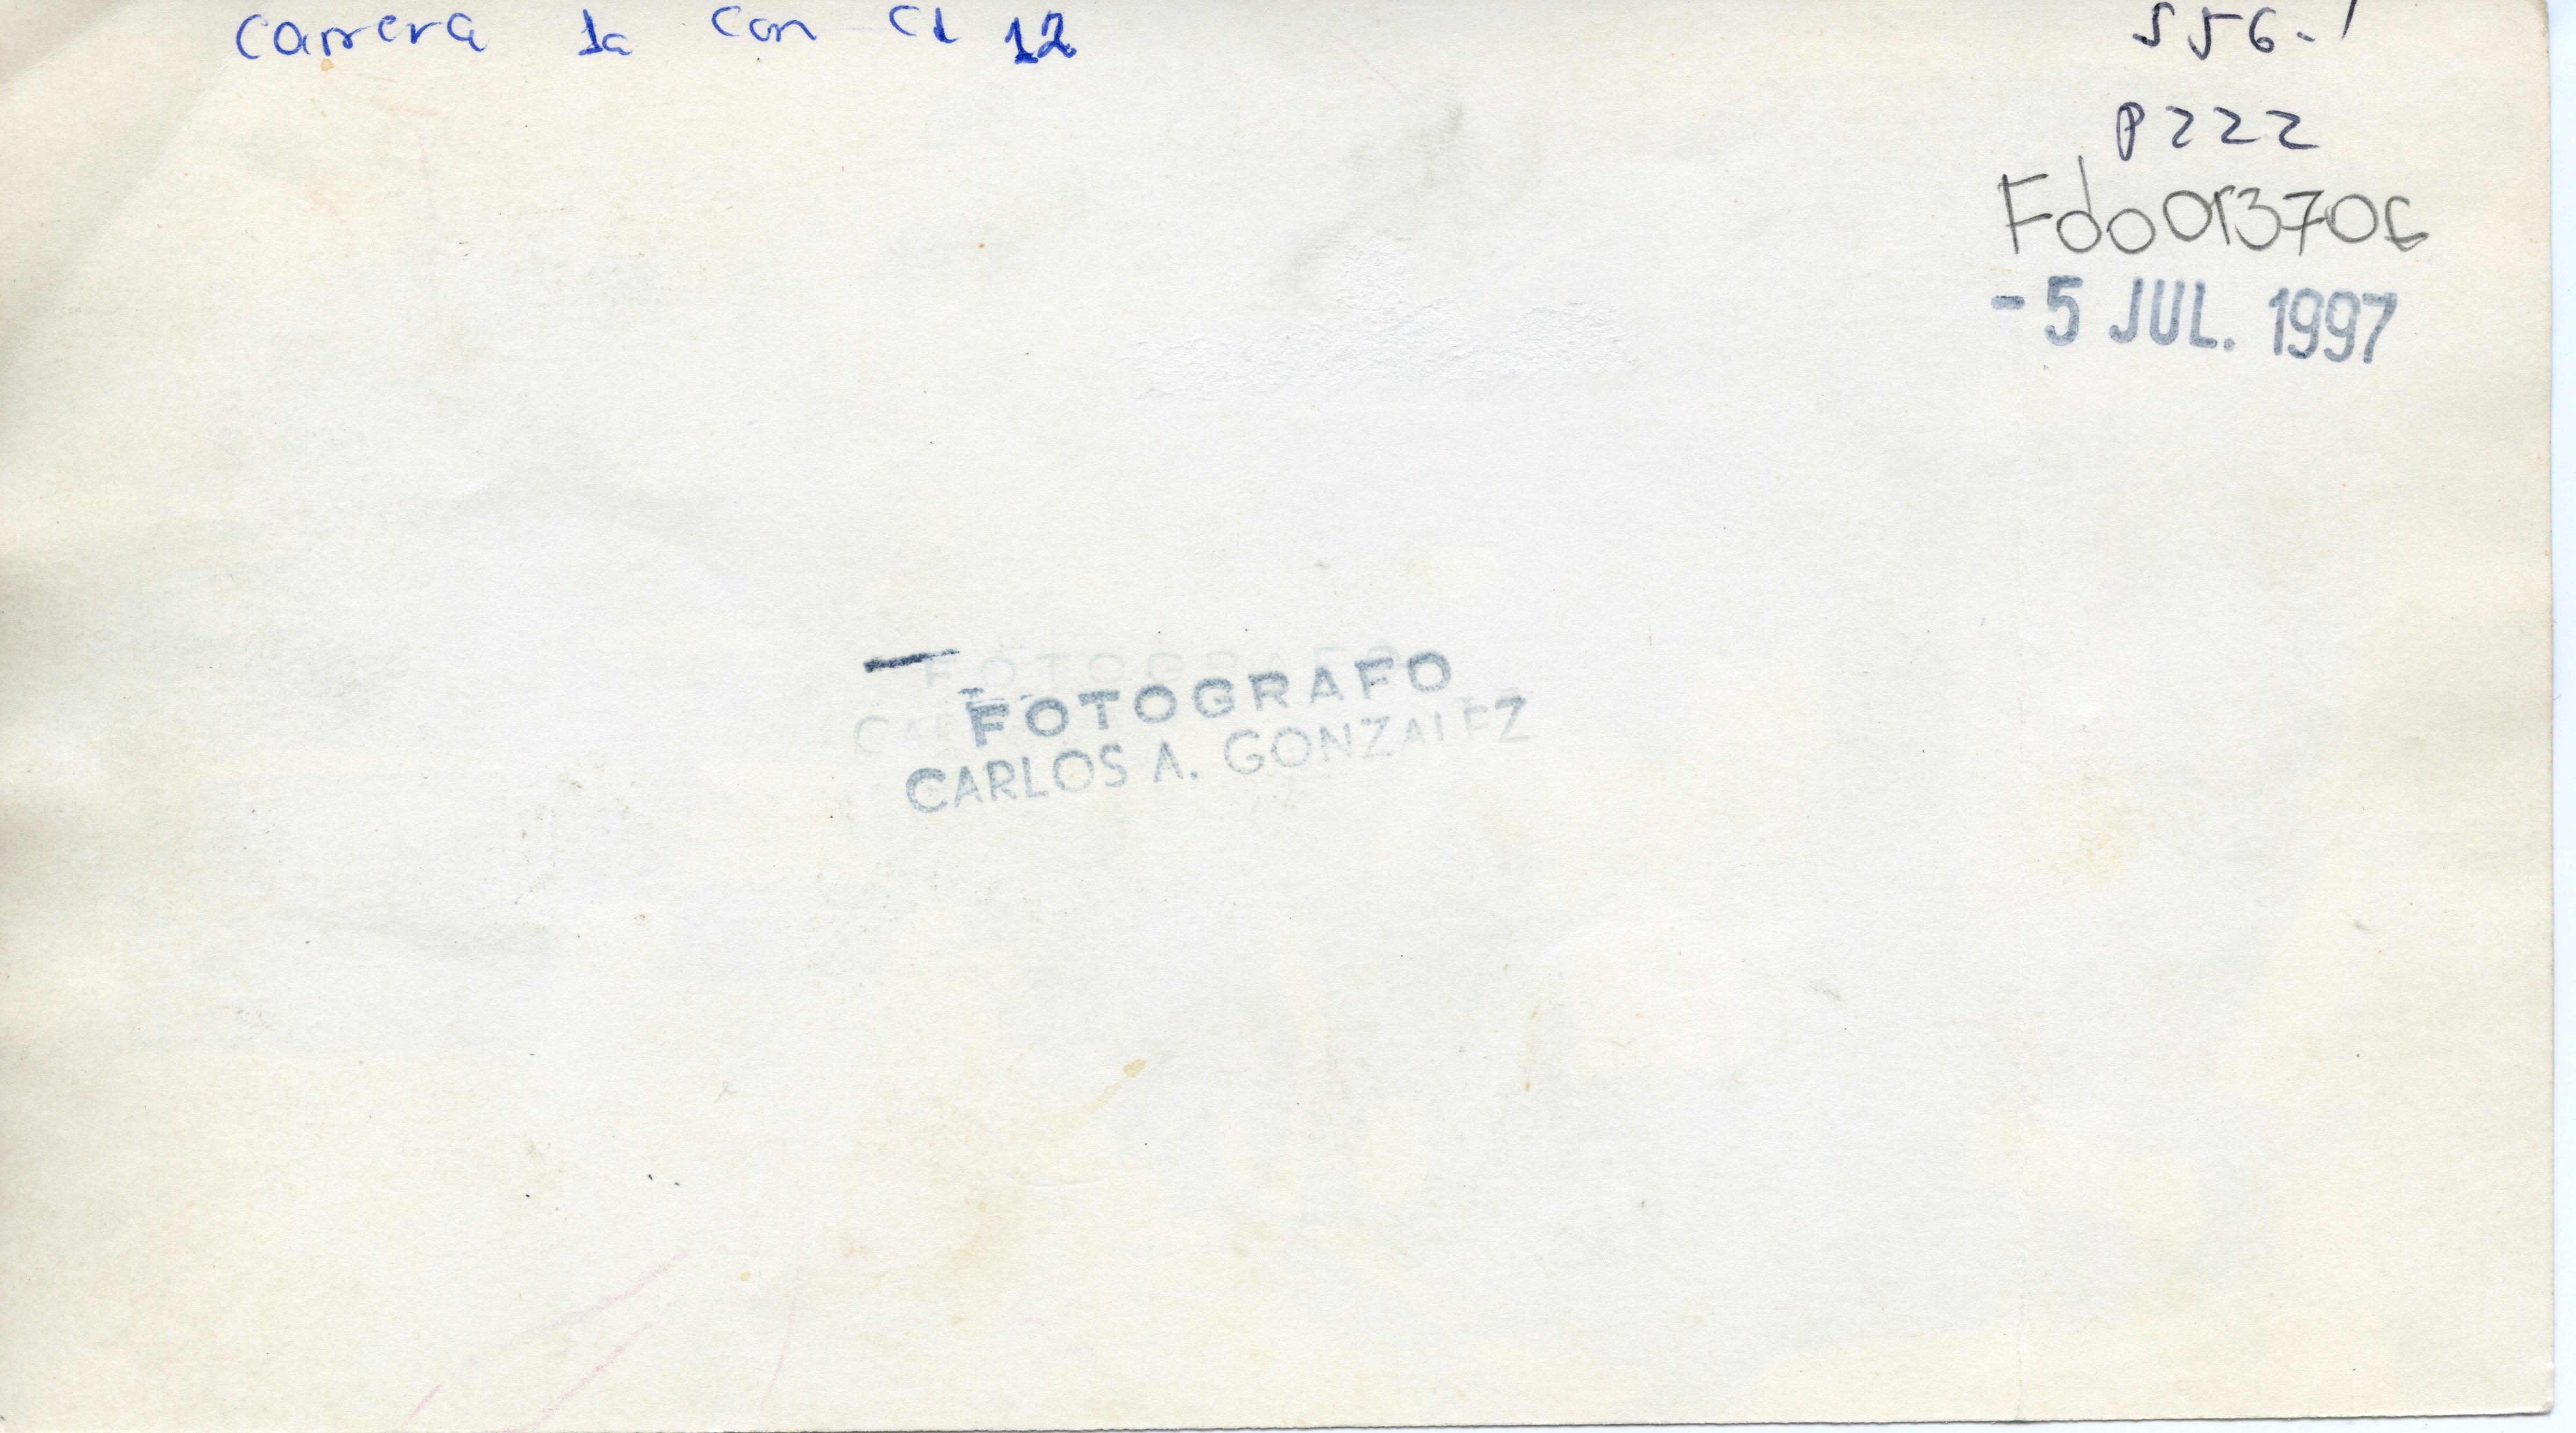 Carrera 1a con cl 12
556-1
P222
Fdo013706
-5 JUL. 1997
FOTOGRAFO
CARLOS A. GONZALEZ